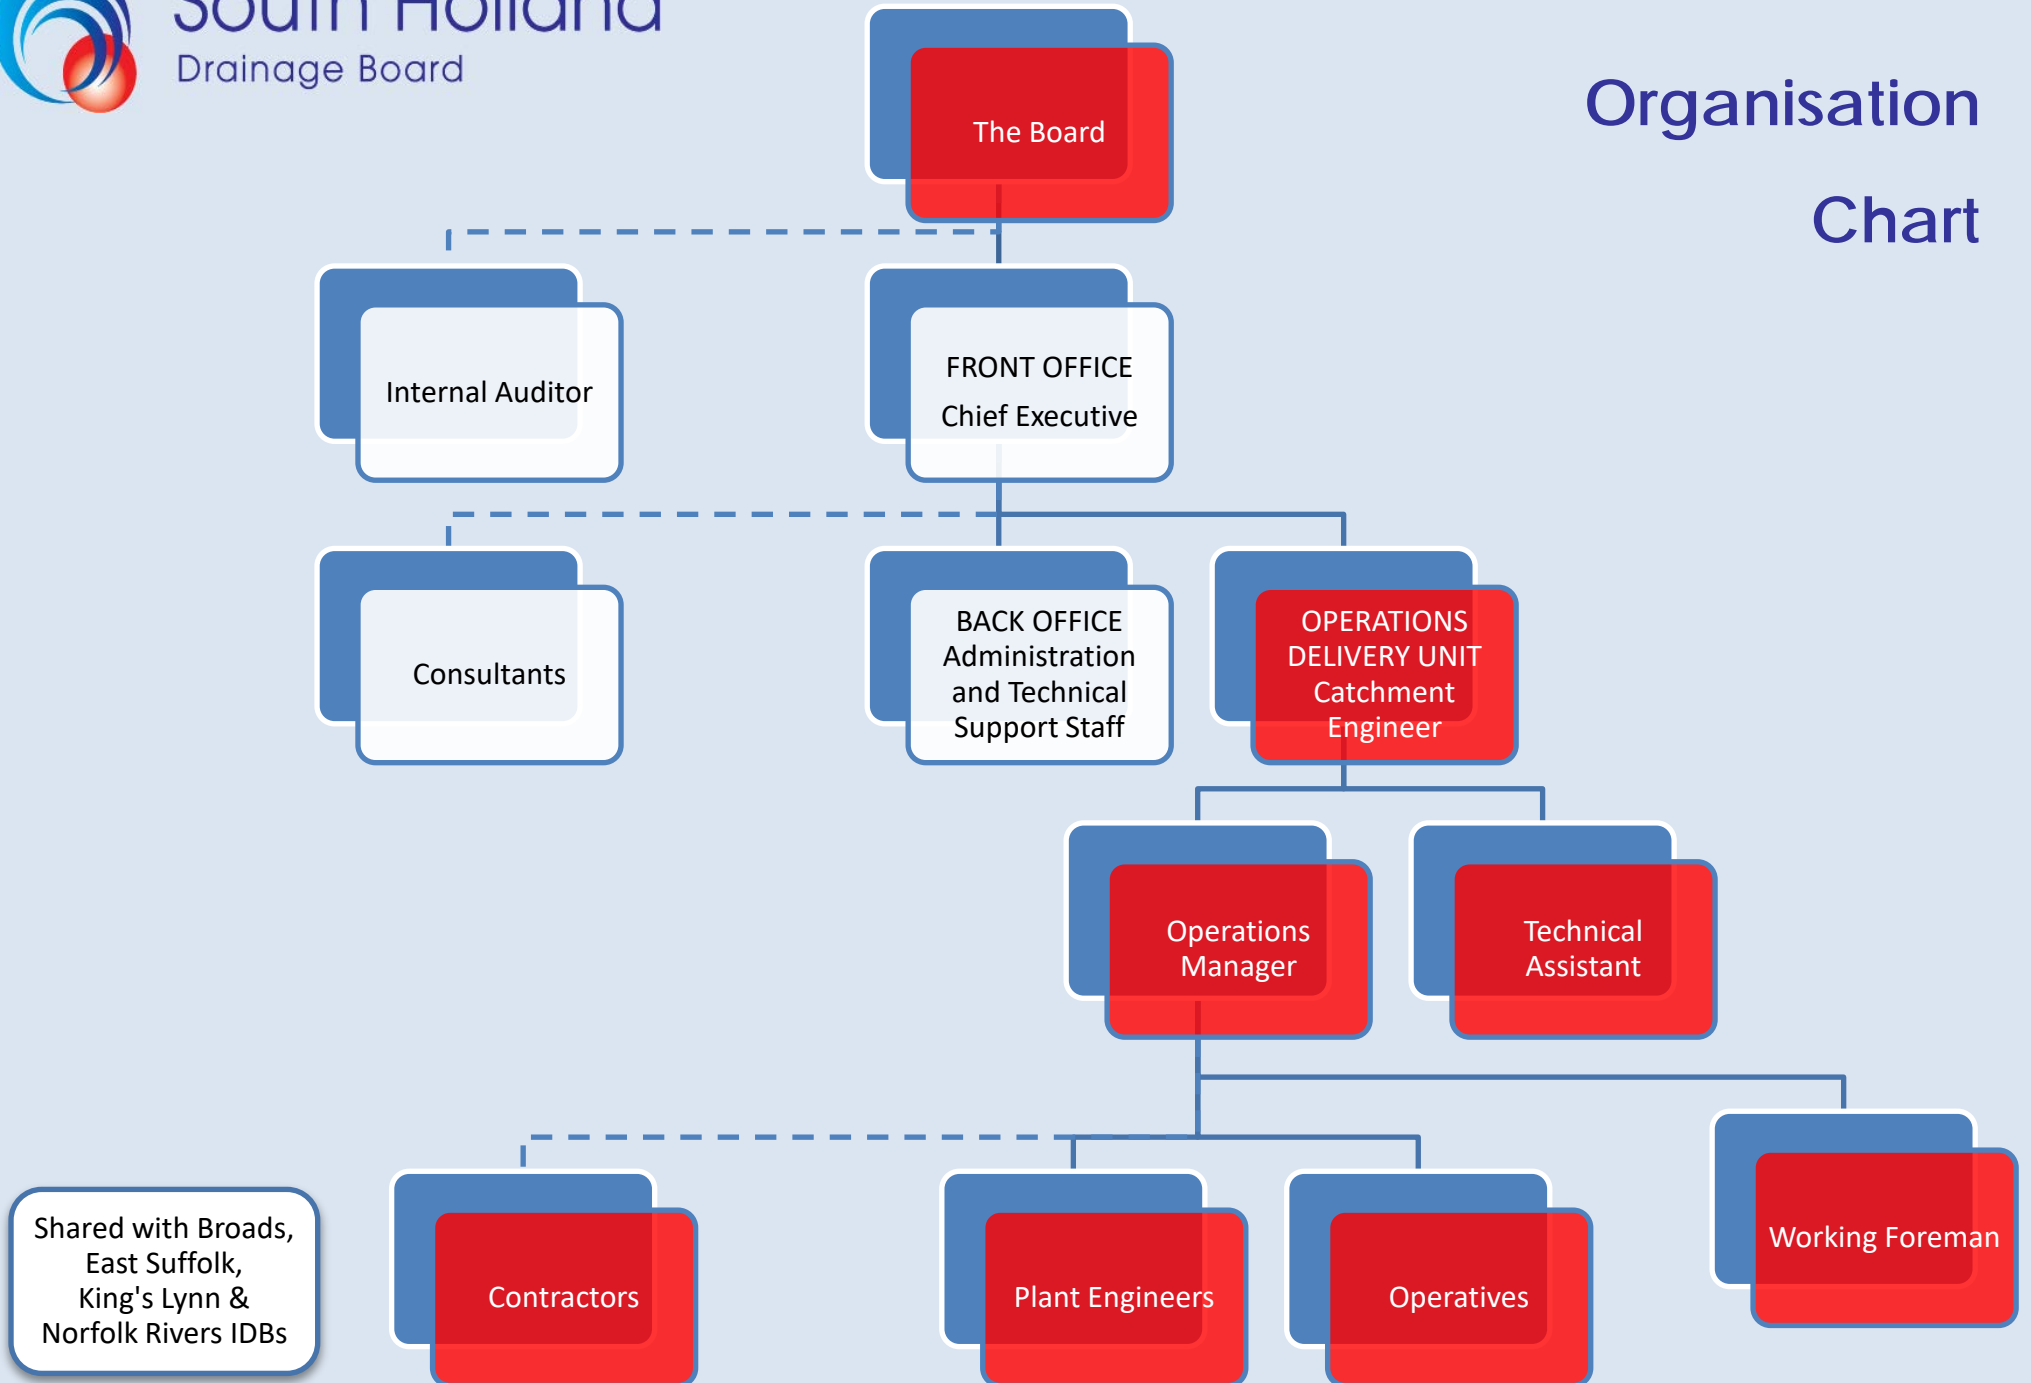 South Holland
Drainage Board
Organisation
Chart
The Board
Internal Auditor
FRONT OFFICE
Chief Executive
Consultants
BACK OFFICE
Administration
and Technical
Support Staff
OPERATIONS
DELIVERY UNIT
Catchment
Engineer
Operations
Manager
Technical
Assistant
Shared with Broads,
East Suffolk,
King's Lynn &
Norfolk Rivers IDBs
Contractors
Plant Engineers
Operatives
Working Foreman